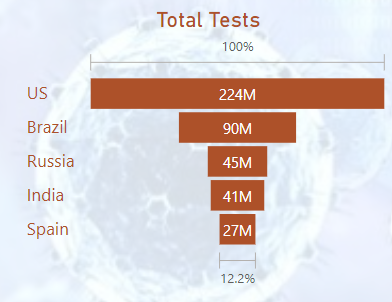 Total Tests
100%
US 224M
Brazil 90M
Russia 45M
India 41M
Spain 27M
12.2%